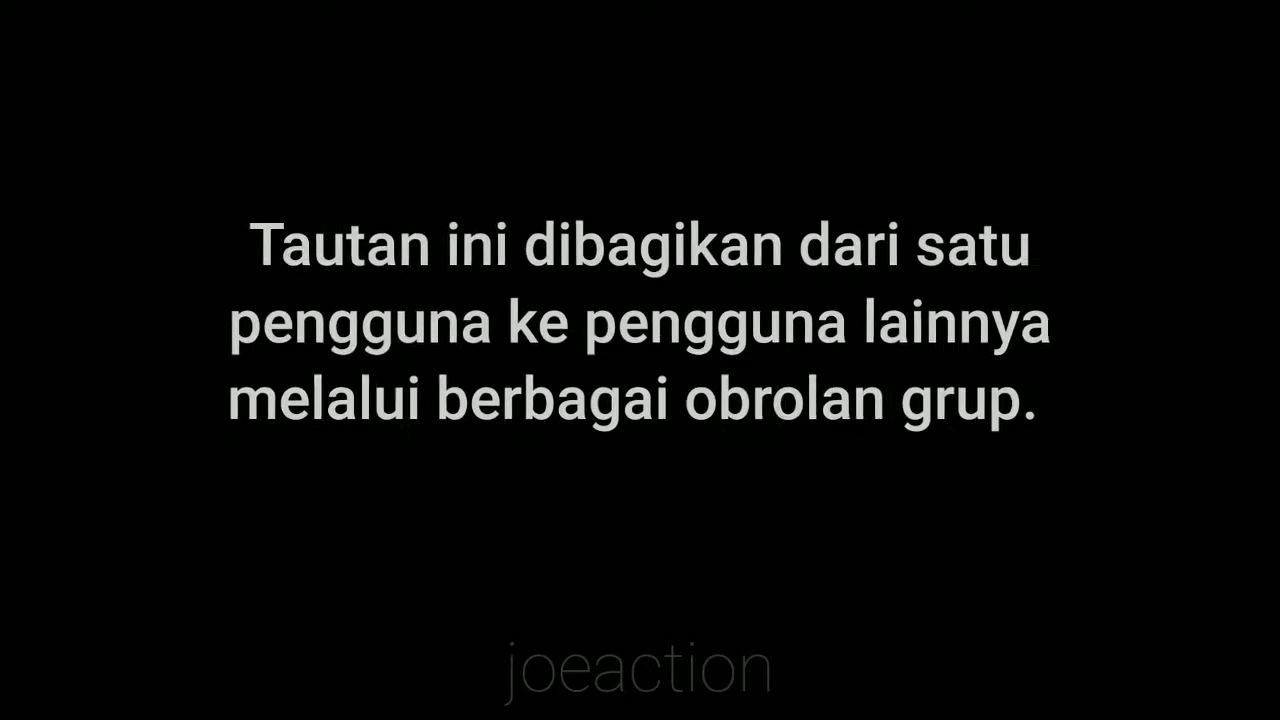 Tautan ini dibagikan dari satu
pengguna ke pengguna lainnya
melalui berbagai obrolan grup.
joeaction